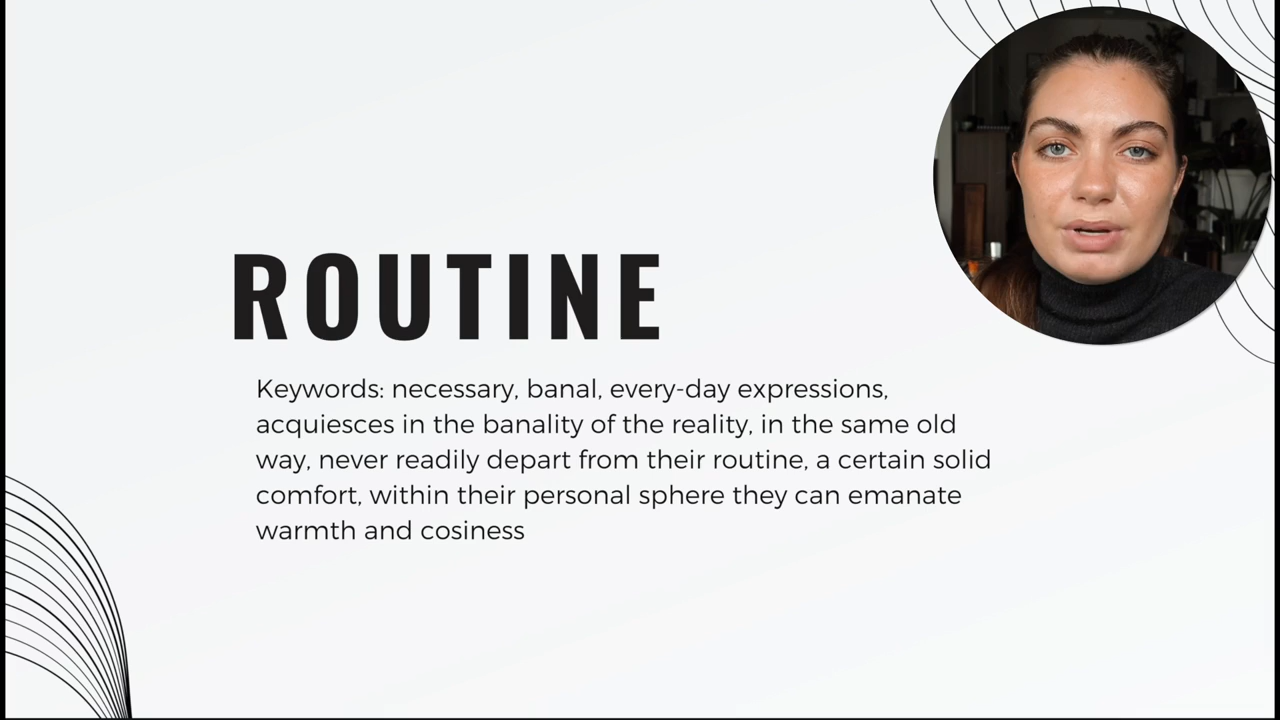 ROUTINE
Keywords: necessary, banal, every-day expressions,
acquiesces in the banality of the reality, in the same old
way, never readily depart from their routine, a certain solid
comfort, within their personal sphere they can emanate
warmth and cosiness